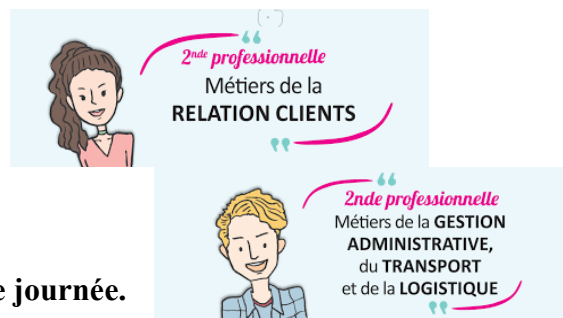 2nde professionnelle
Métiers de la
RELATION CLIENTS
2nde professionnelle
Métiers de la GESTION
ADMINISTRATIVE,
du TRANSPORT
et de la LOGISTIQUE
journée.